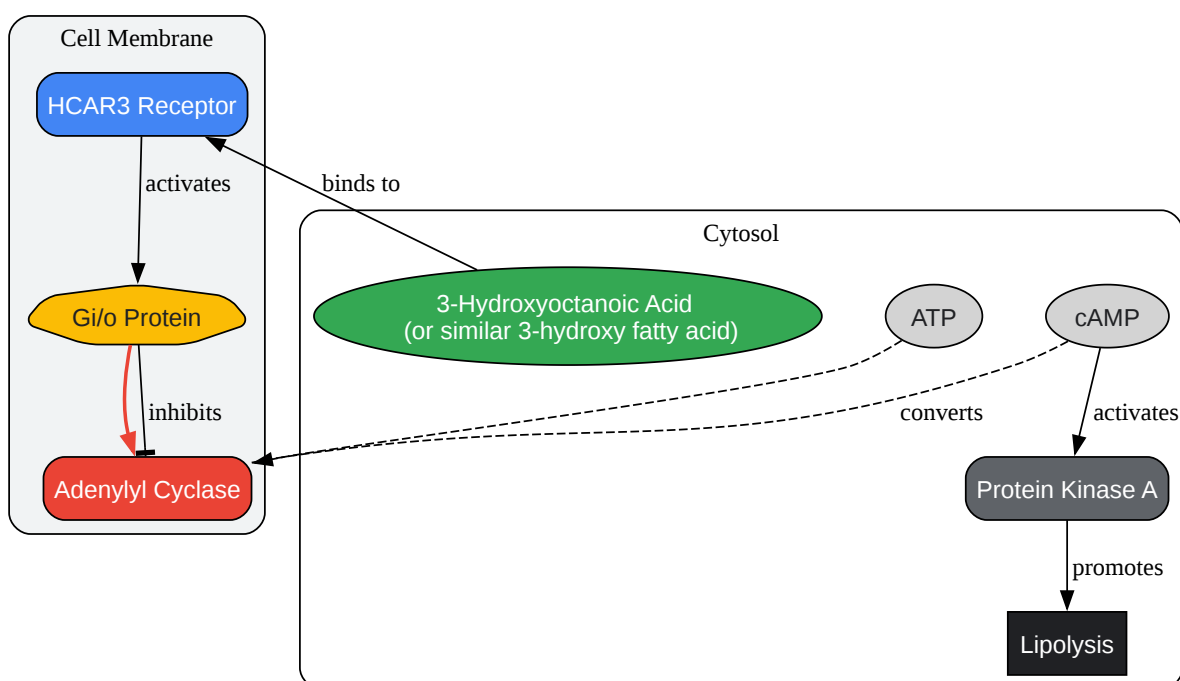 Cell Membrane
HCAR3 Receptor
activates
binds to
Cytosol
Gi/o Protein
3-Hydroxyoctanoic Acid
(or similar 3-hydroxy fatty acid)
ATP
cAMP
inhibits
converts
activates
Adenylyl Cyclase
Protein Kinase A
promotes
Lipolysis